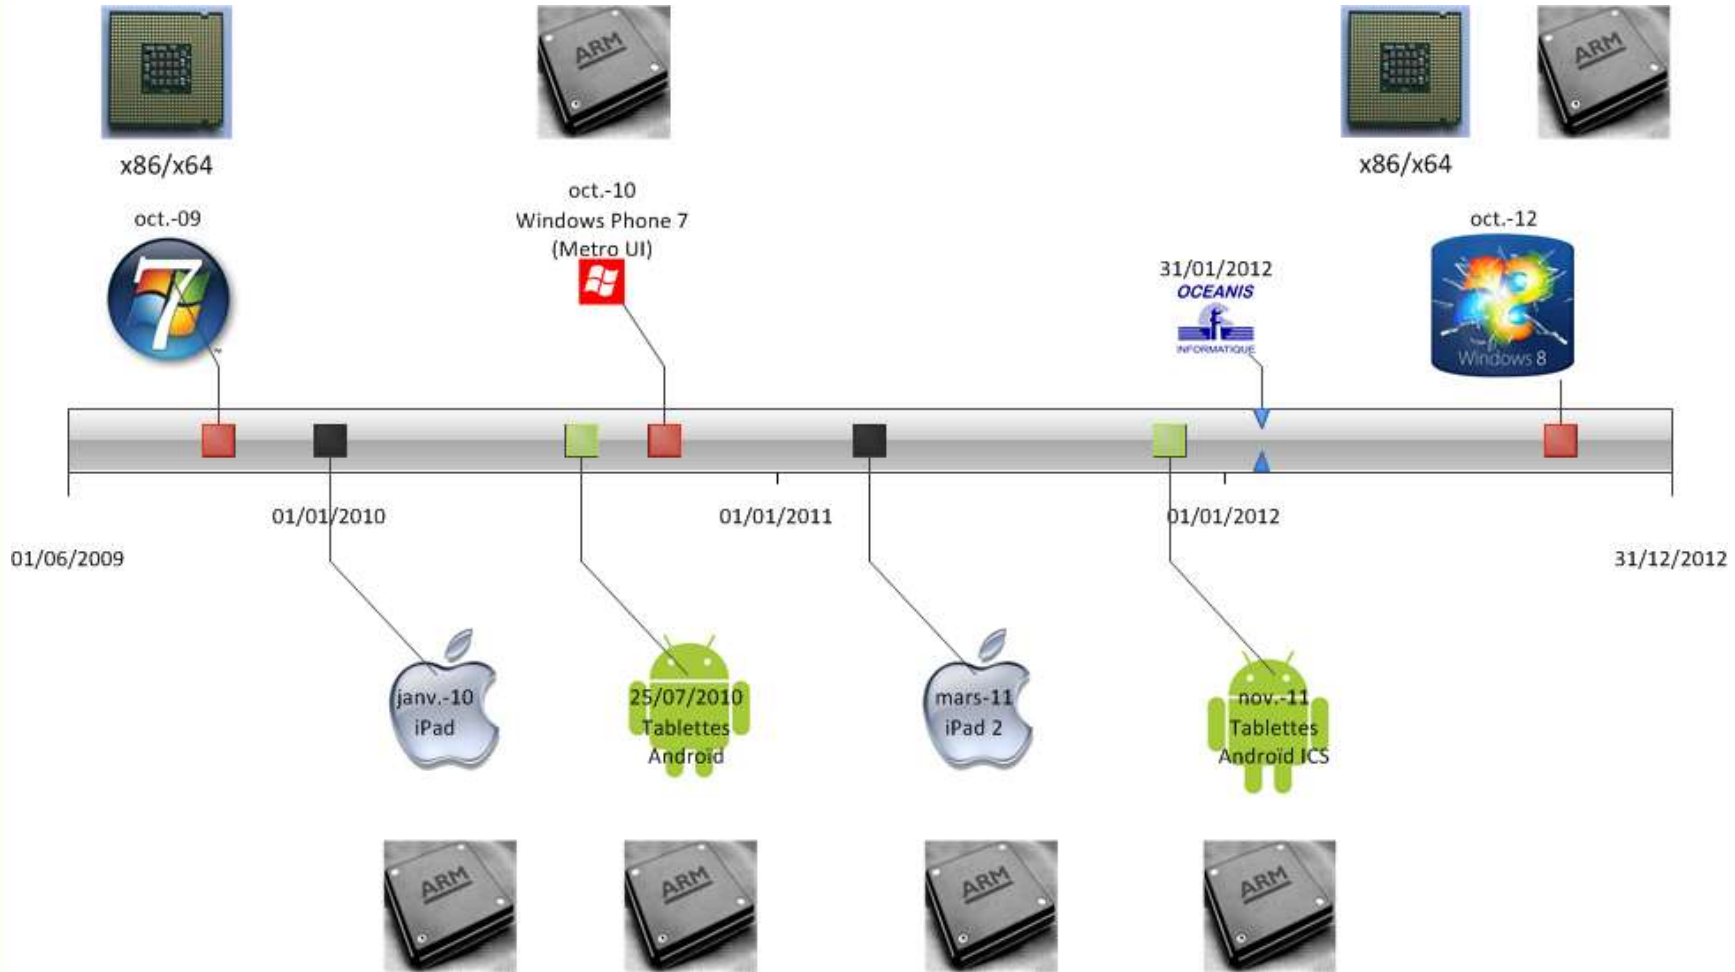 ARM
ARM
x86/x64
x86/x64
oct.-09
oct.-10
Windows Phone 7
(Metro UI)
oct.-12
7
31/01/2012
OCEANIS
INFORMATIQUE
Windows 8
~
01/01/2010
01/01/2011
01/01/2012
01/06/2009
31/12/2012
janv.-10
iPad
25/07/2010
Tablettes
Androïd
mars-11
iPad 2
nov.-11
Tablettes
Androïd ICS
ARM
ARM
ARM
ARM